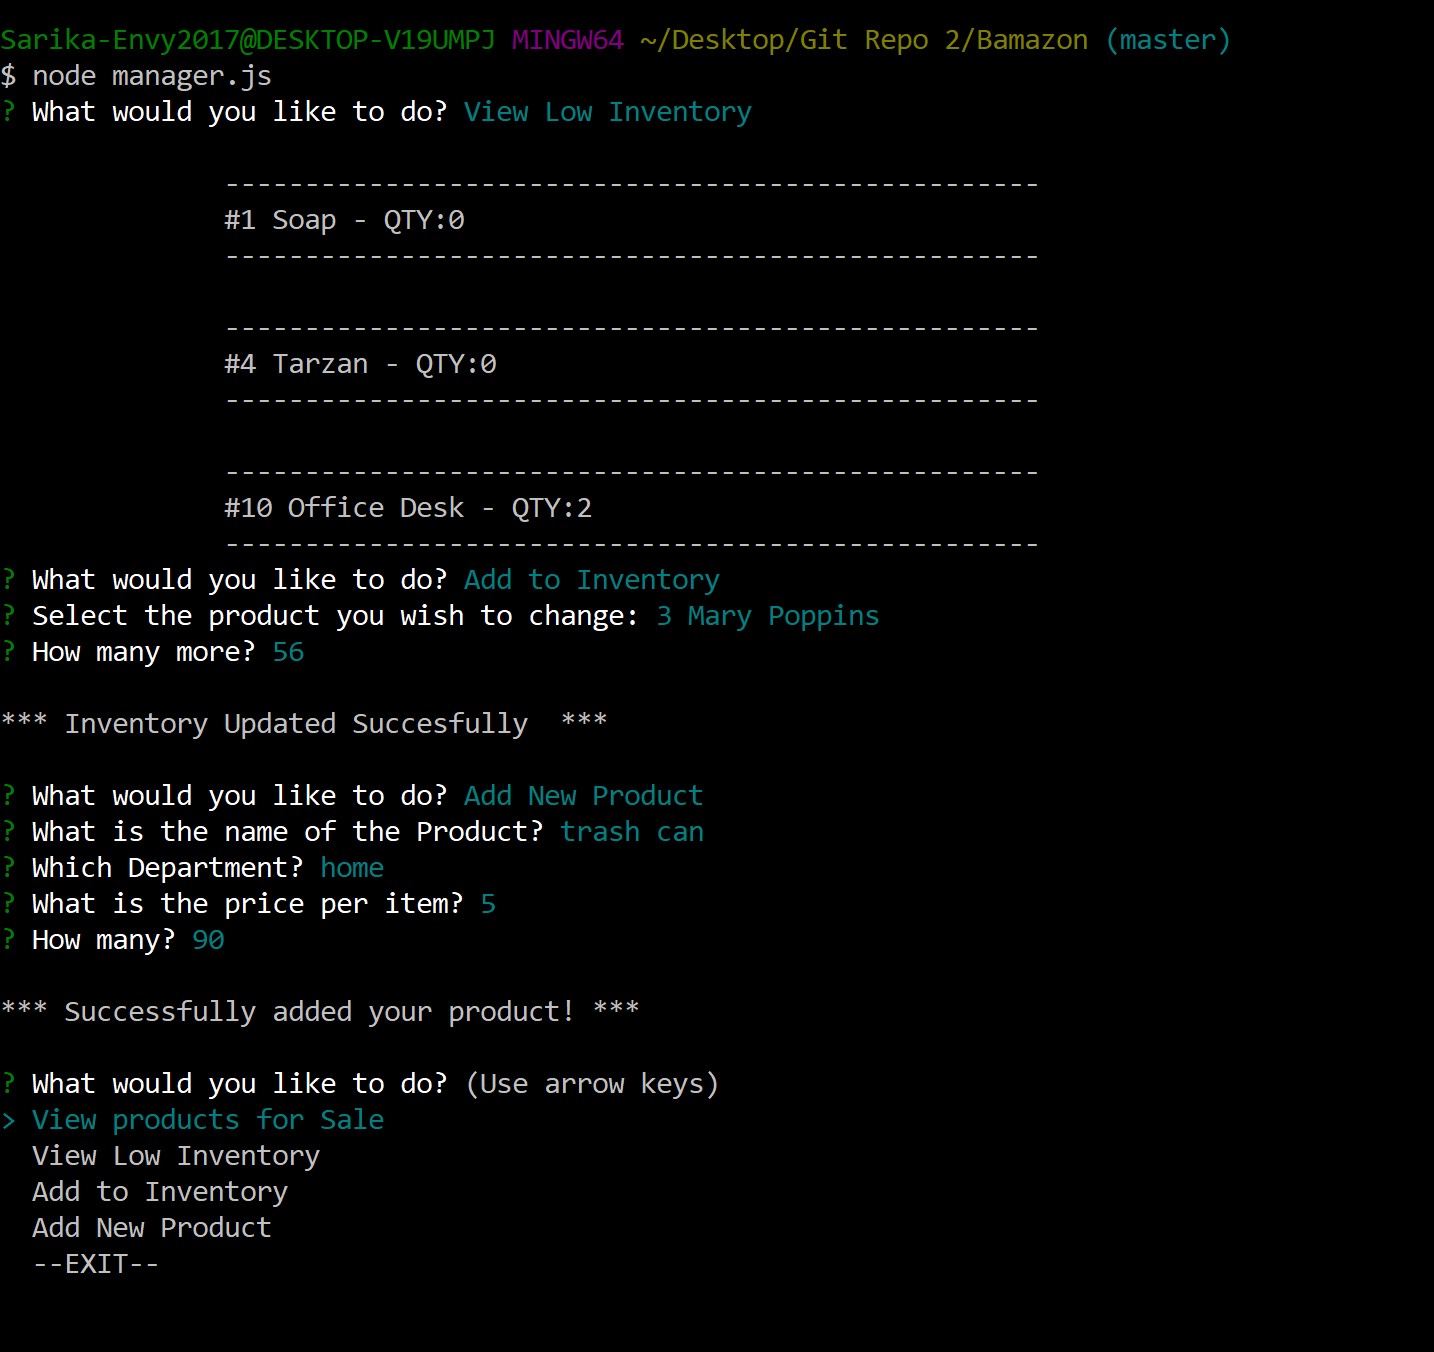 Sarika-Envy2017@DESKTOP-V19UMPJ MINGW64 ~/Desktop/Git Repo 2/Bamazon (master)
$ node manager.js
? What would you like to do? View Low Inventory
---------------------------------------------------
#1 Soap - QTY:0
---------------------------------------------------
---------------------------------------------------
#4 Tarzan - QTY:0
---------------------------------------------------
---------------------------------------------------
#10 Office Desk - QTY:2
---------------------------------------------------
? What would you like to do? Add to Inventory
? Select the product you wish to change: 3 Mary Poppins
? How many more? 56
*** Inventory Updated Succesfully  ***
? What would you like to do? Add New Product
? What is the name of the Product? trash can
? Which Department? home
? What is the price per item? 5
? How many? 90
*** Successfully added your product! ***
? What would you like to do? (Use arrow keys)
> View products for Sale
View Low Inventory
Add to Inventory
Add New Product
--EXIT--